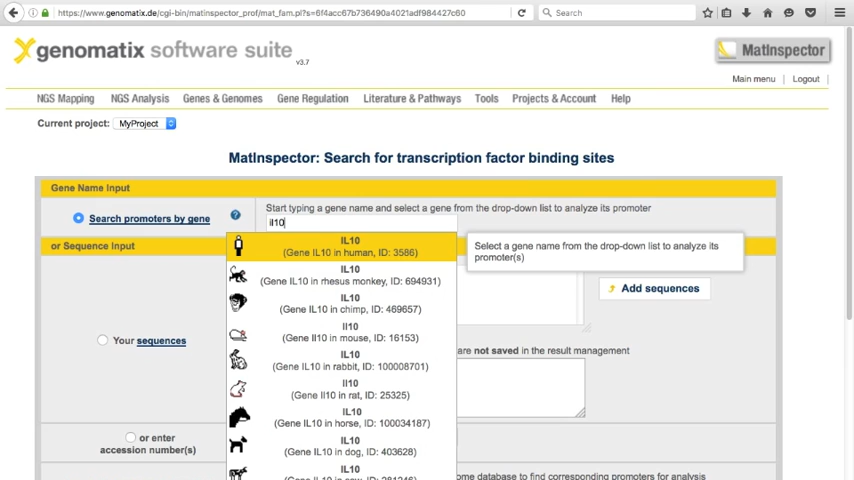 https://www.genomatix.de/cgi-bin/matinspector_prof/mat_fam.pl?s=6f4acc67b736490a4021adf984427c60
Search
genomatix software suite v3.7
MatInspector
Main menu | Logout
NGS Mapping NGS Analysis Genes & Genomes Gene Regulation Literature & Pathways Tools Projects & Account Help
Current project: MyProject
MatInspector: Search for transcription factor binding sites
Gene Name Input
Search promoters by gene ?
Start typing a gene name and select a gene from the drop-down list to analyze its promoter
il10
or Sequence Input
IL10
(Gene IL10 in human, ID: 3586)
Select a gene name from the drop-down list to analyze its
promoter(s)
IL10
(Gene IL10 in rhesus monkey, ID: 694931)
Add sequences
IL10
(Gene IL10 in chimp, ID: 469657)
Il10
(Gene Il10 in mouse, ID: 16153)
Your sequences
are not saved in the result management
IL10
(Gene IL10 in rabbit, ID: 100008701)
Il10
(Gene Il10 in rat, ID: 25325)
IL10
(Gene IL10 in horse, ID: 100034187)
or enter
accession number(s)
IL10
(Gene IL10 in dog, ID: 403628)
IL10
(Gene IL10 in cow, ID: 281246)
ome database to find corresponding promoters for analysis